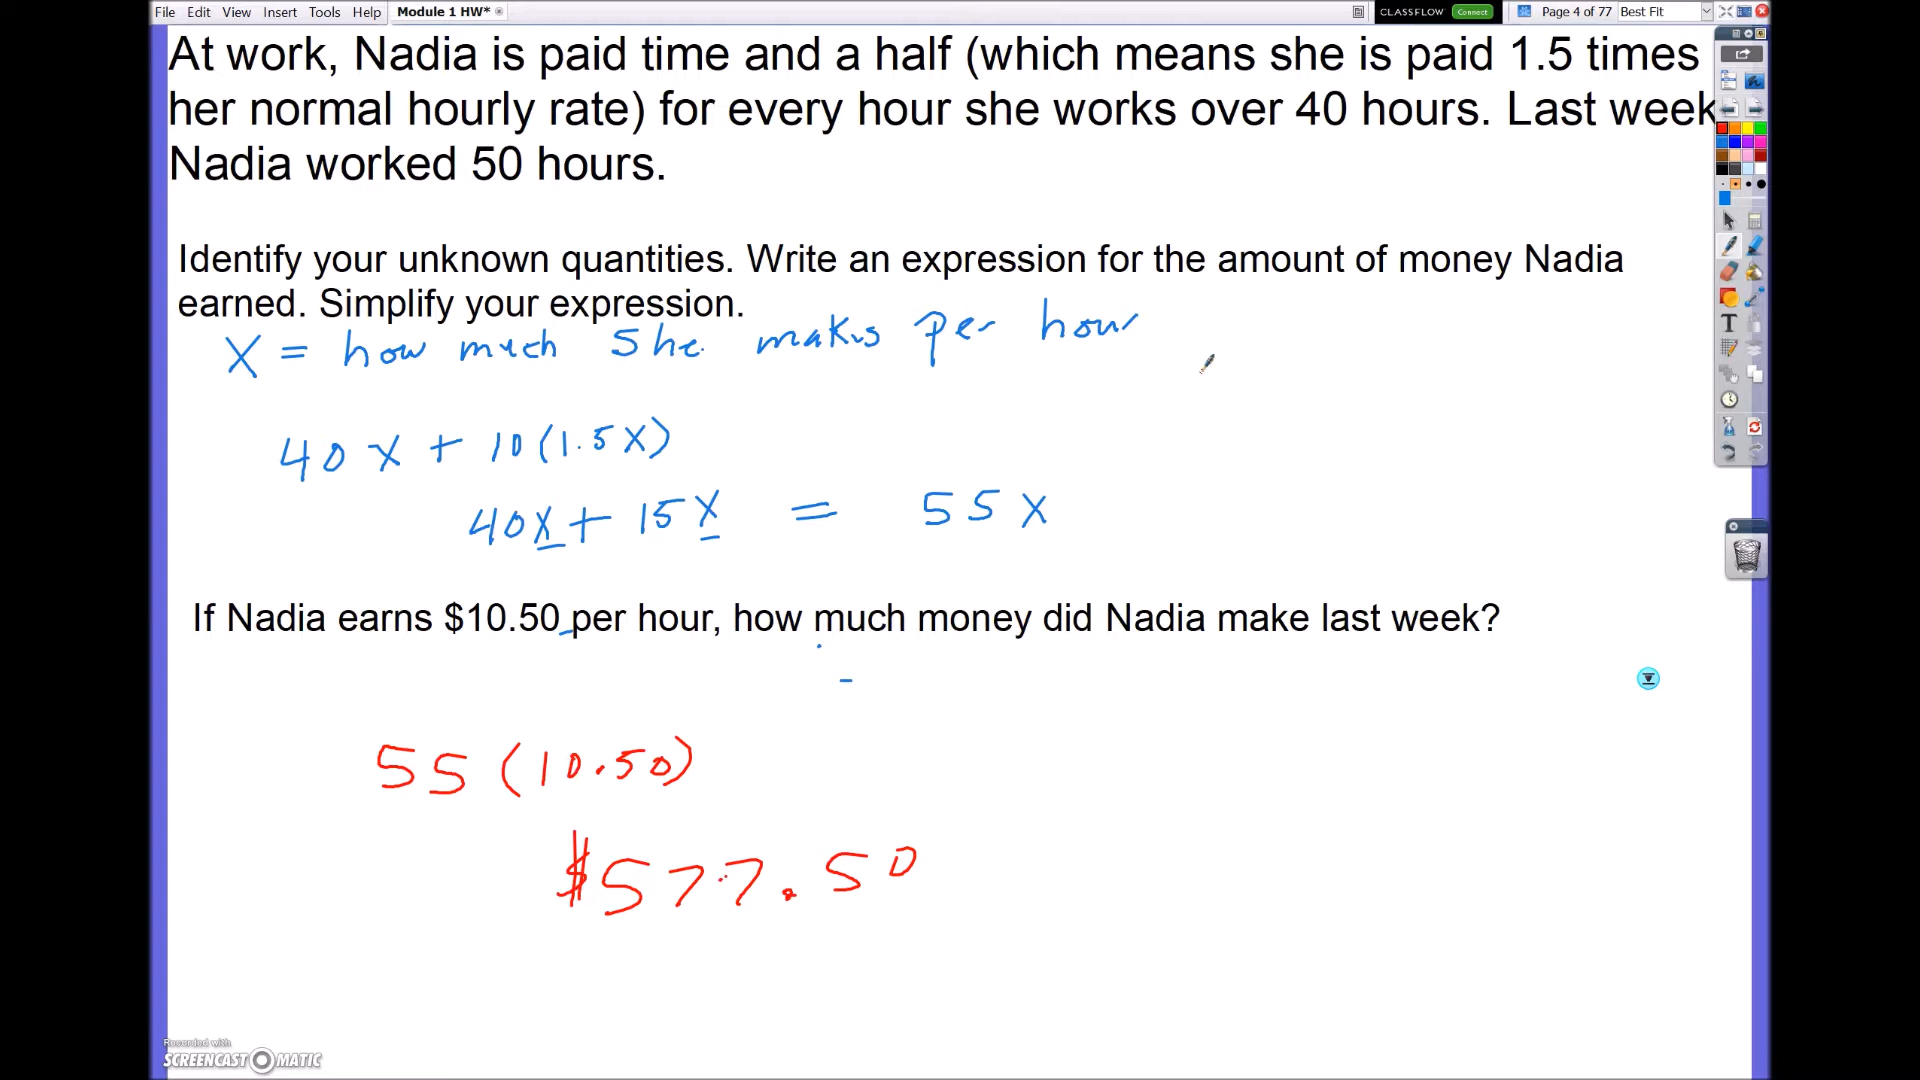 File Edit View Insert Tools Help Module 1 HW* CLASSFLOW Connect Page 4 of 77 Best Fit
At work, Nadia is paid time and a half (which means she is paid 1.5 times
her normal hourly rate) for every hour she works over 40 hours. Last week
Nadia worked 50 hours.
Identify your unknown quantities. Write an expression for the amount of money Nadia
earned. Simplify your expression.
X = how much She makes per hour
40x + 10(1.5x)
40x + 15x = 55x
If Nadia earns $10.50 per hour, how much money did Nadia make last week?
55(10.50)
$577.50
Recorded with
SCREENCAST MATIC